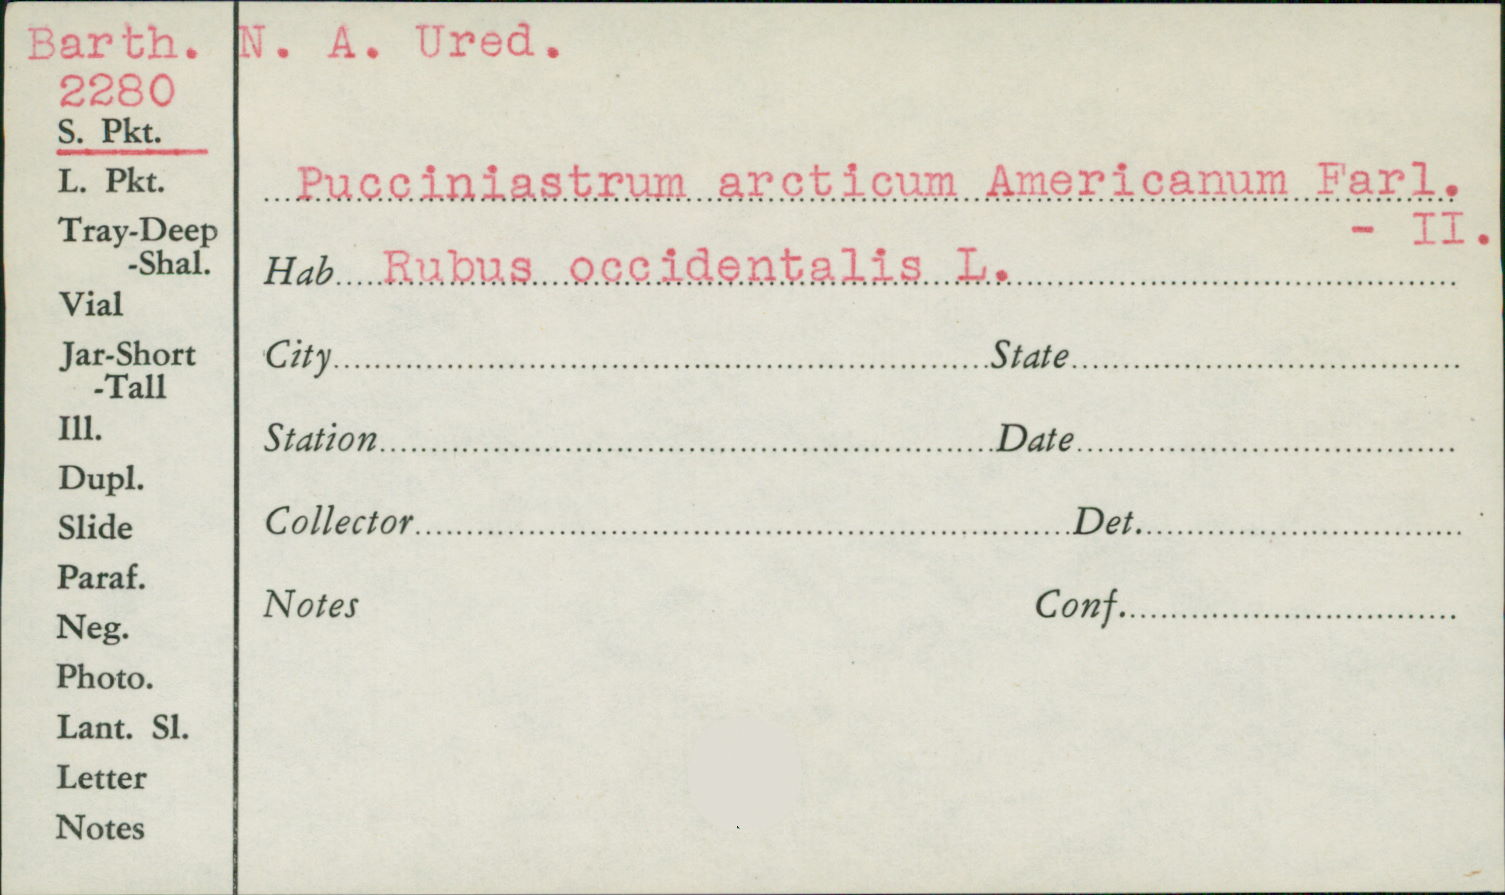 Barth. N. A. Ured.
2280
S. Pkt.
L. Pkt.
Tray-Deep
-Shal.
Vial
Jar-Short
-Tall
Ill.
Dupl.
Slide
Paraf.
Neg.
Photo.
Lant. Sl.
Letter
Notes
Pucciniastrum arcticum Americanum Farl.
- II.
Hab Rubus occidentalis L.
City State
Station Date
Collector Det.
Notes Conf.